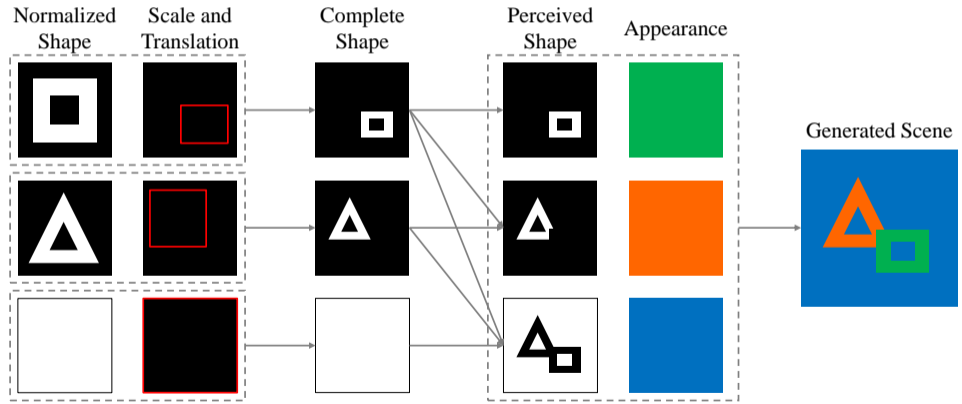 Normalized
Shape
Scale and
Translation
Complete
Shape
Perceived
Shape
Appearance
Generated Scene